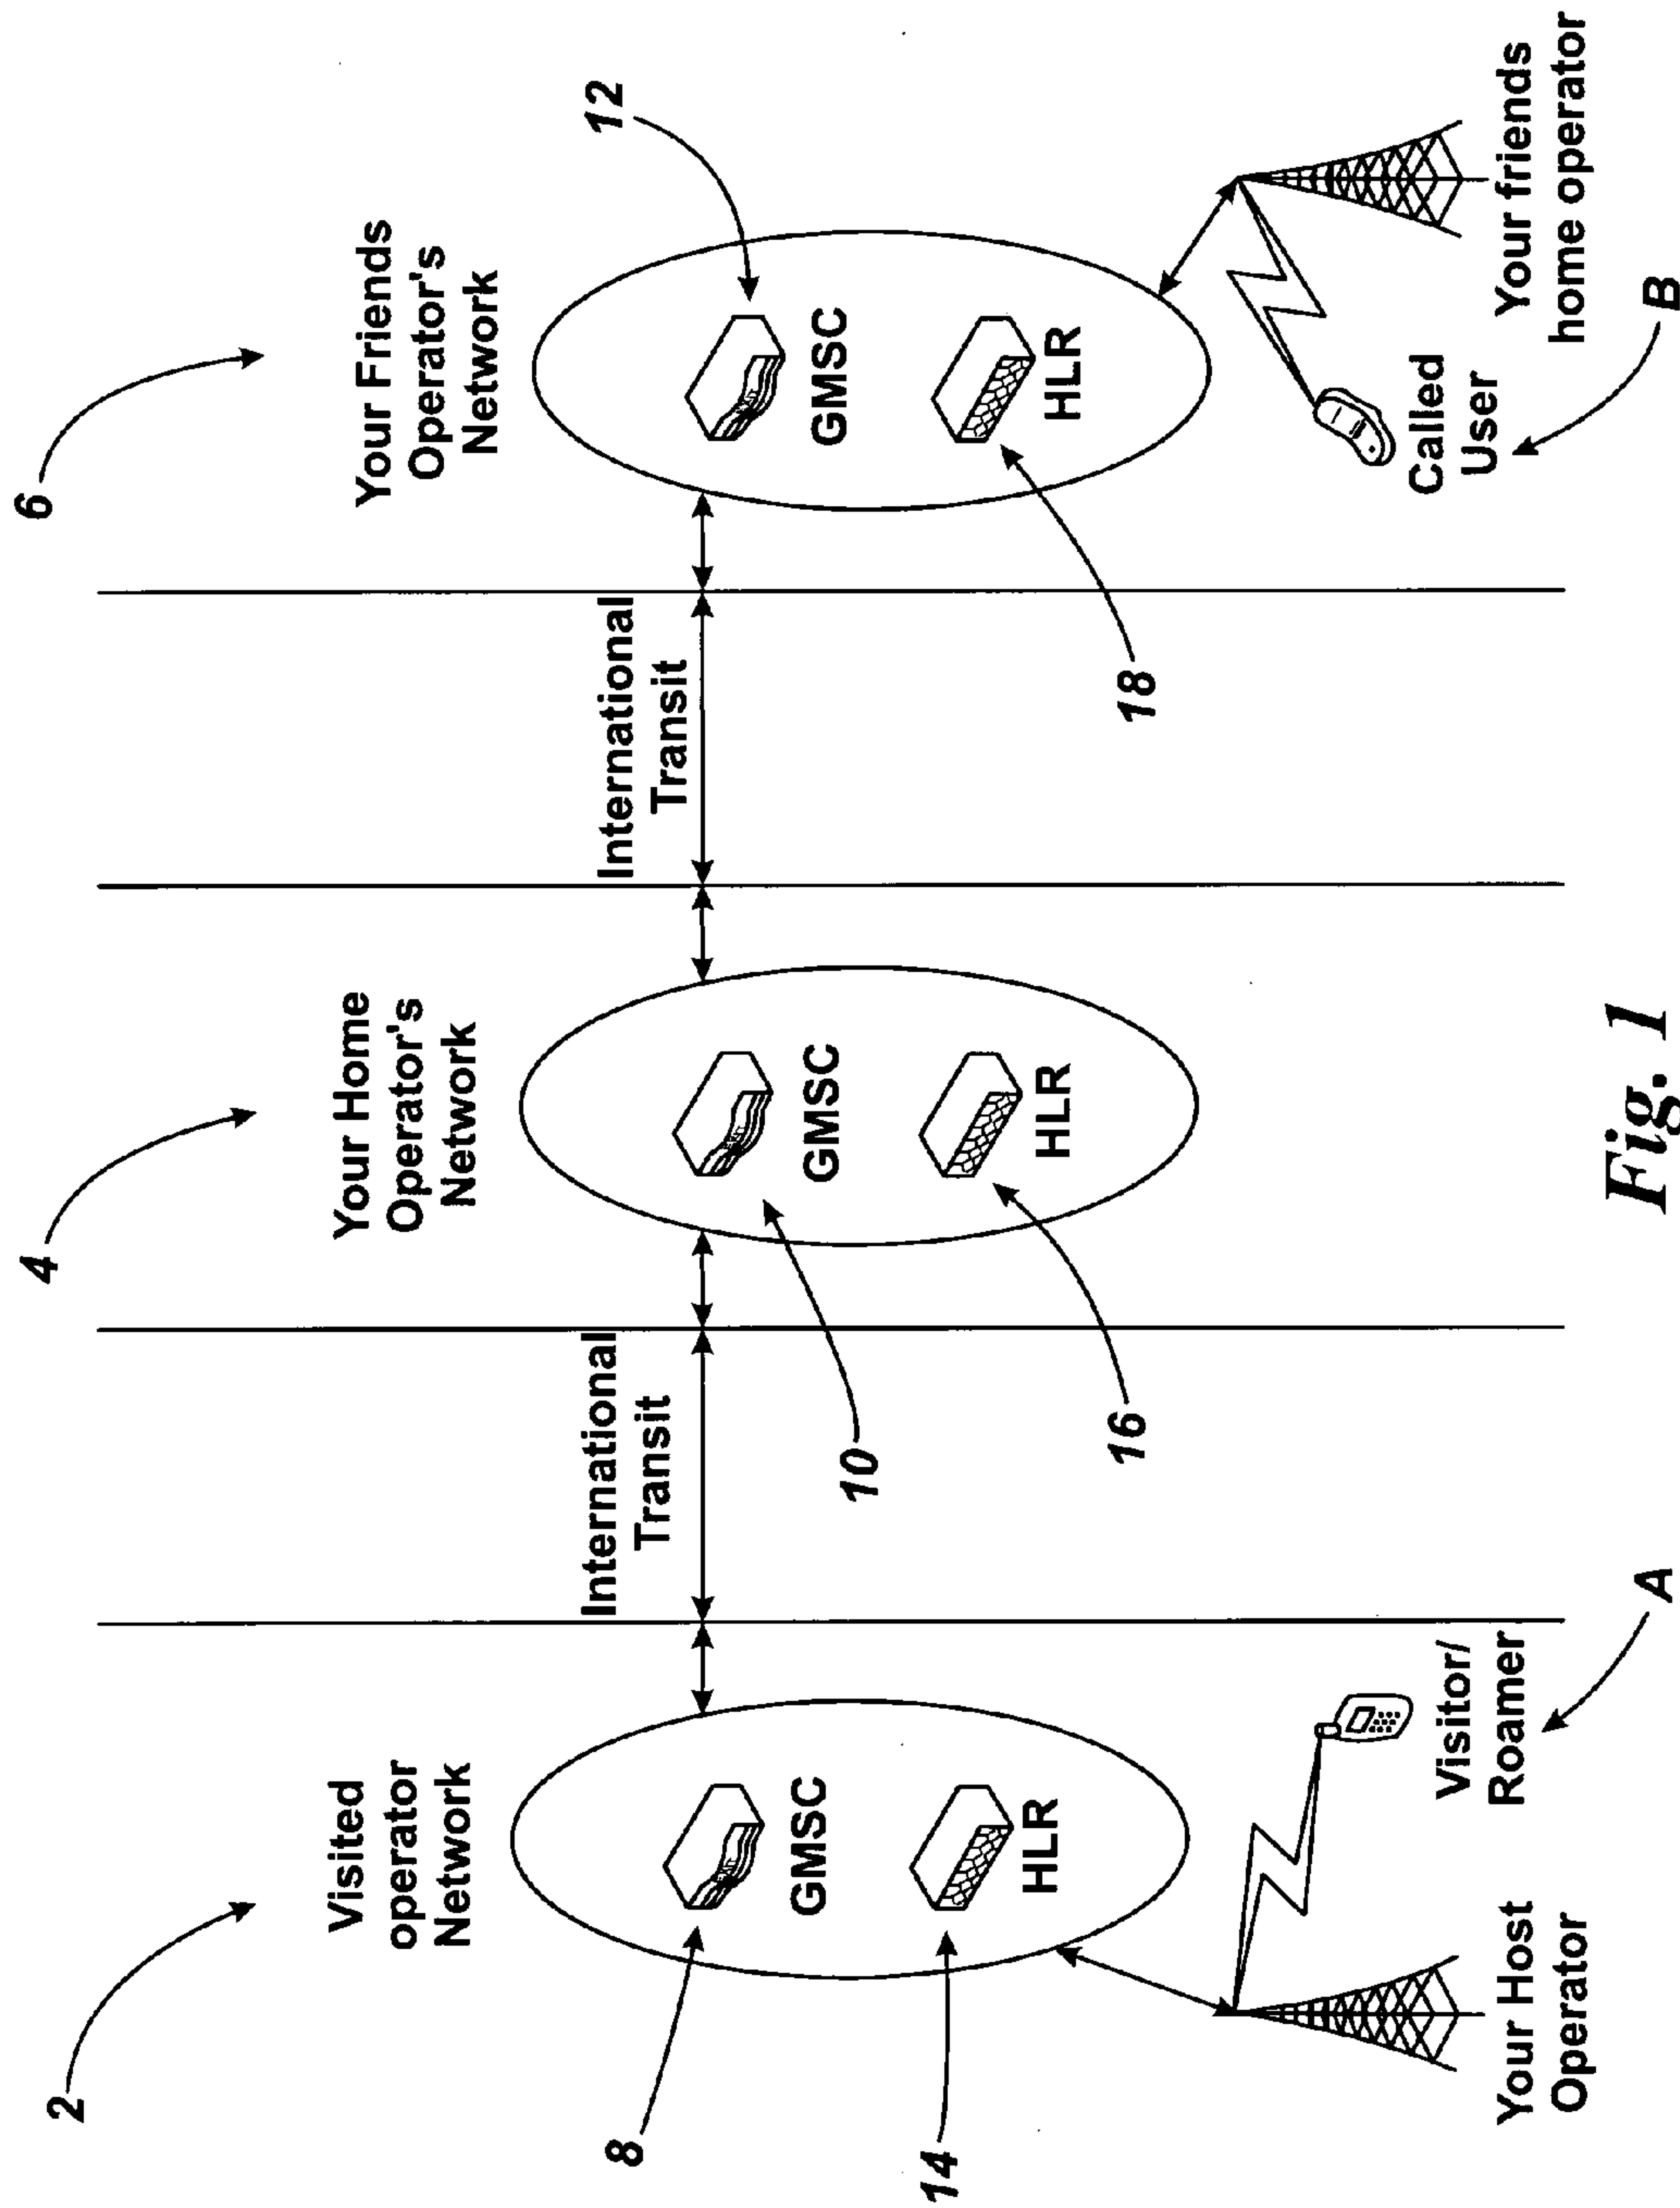 2
4
6
Visited
operator
Network
Your Home
Operator's
Network
Your Friends
Operator's
Network
International
Transit
International
Transit
8
GMSC
10
GMSC
12
GMSC
14
HLR
16
HLR
18
HLR
Your Host
Operator
Visitor/
Roamer
A
Called
User
B
Your friends
home operator
Fig. 1